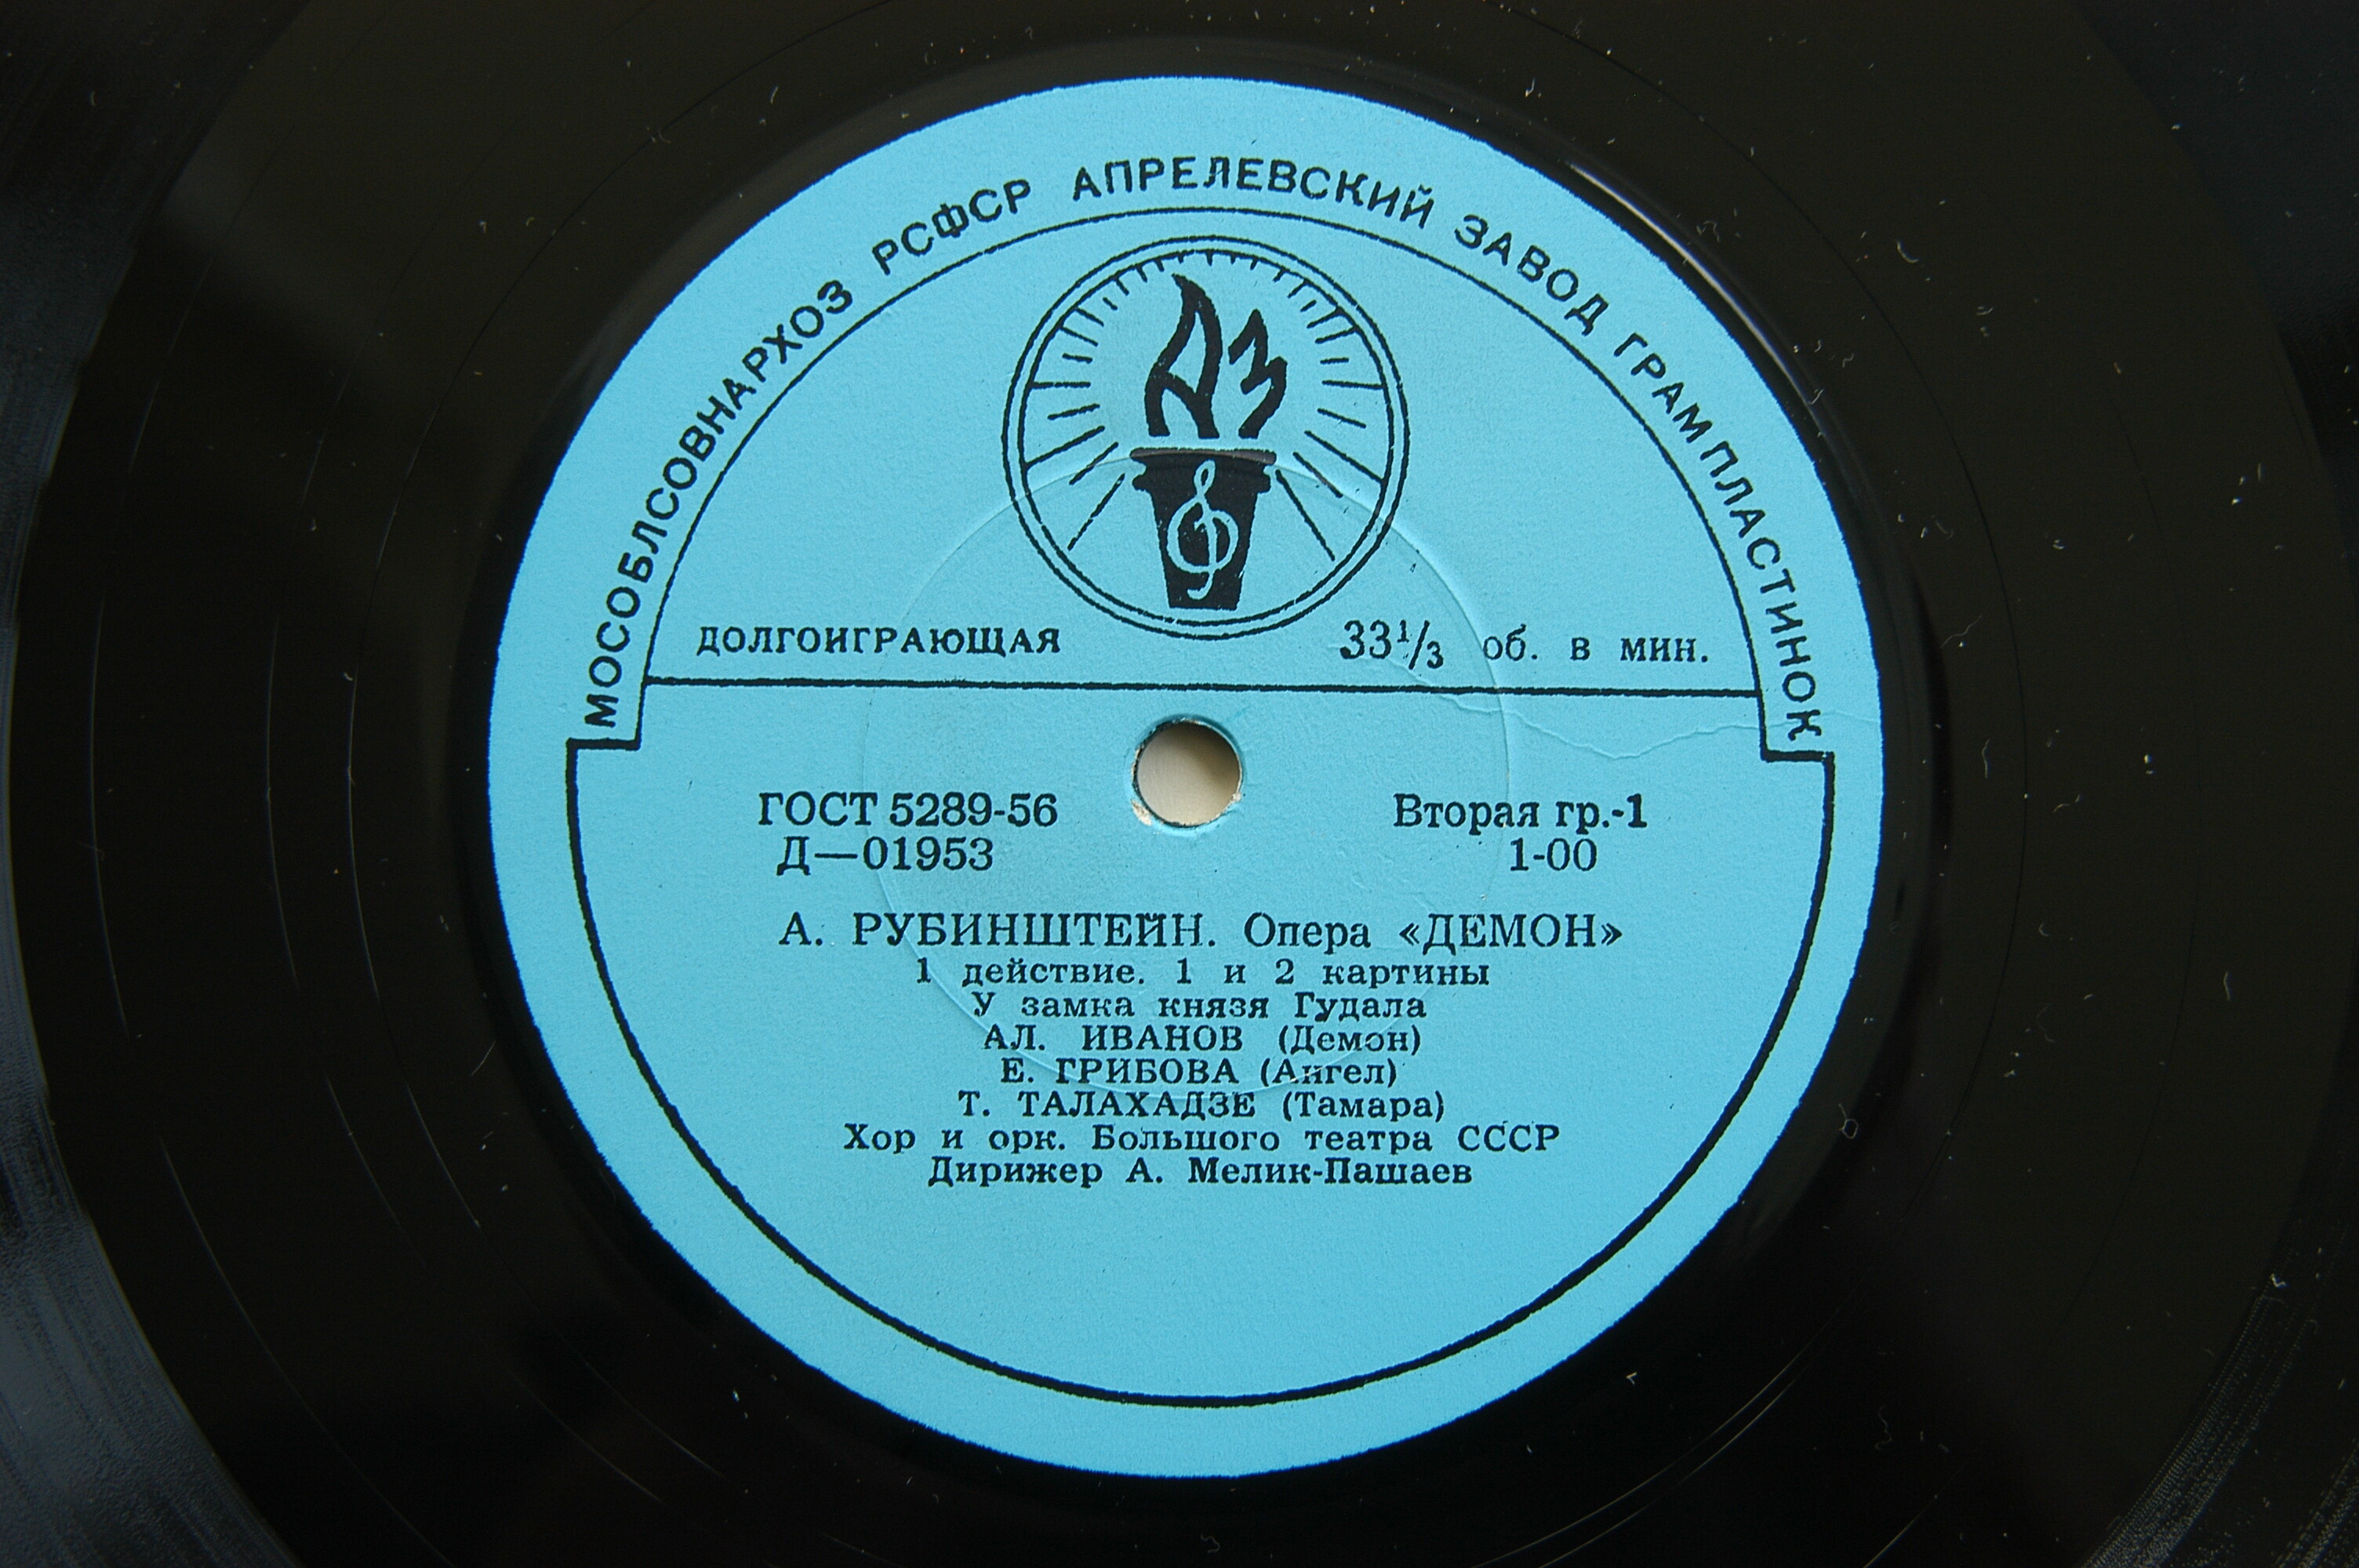 МОСОБЛСОВНАРХОЗ РСФСР АПРЕЛЕВСКИЙ ЗАВОД ГРАМПЛАСТИНОК
АЗ
ДОЛГОИГРАЮЩАЯ 33⅓ об. в мин.
ГОСТ 5289-56 Вторая гр.-1
Д—01953 1-00
А. РУБИНШТЕЙН. Опера «ДЕМОН»
1 действие. 1 и 2 картины
У замка князя Гудала
АЛ. ИВАНОВ (Демон)
Е. ГРИБОВА (Ангел)
Т. ТАЛАХАДЗЕ (Тамара)
Хор и орк. Большого театра СССР
Дирижер А. Мелик-Пашаев